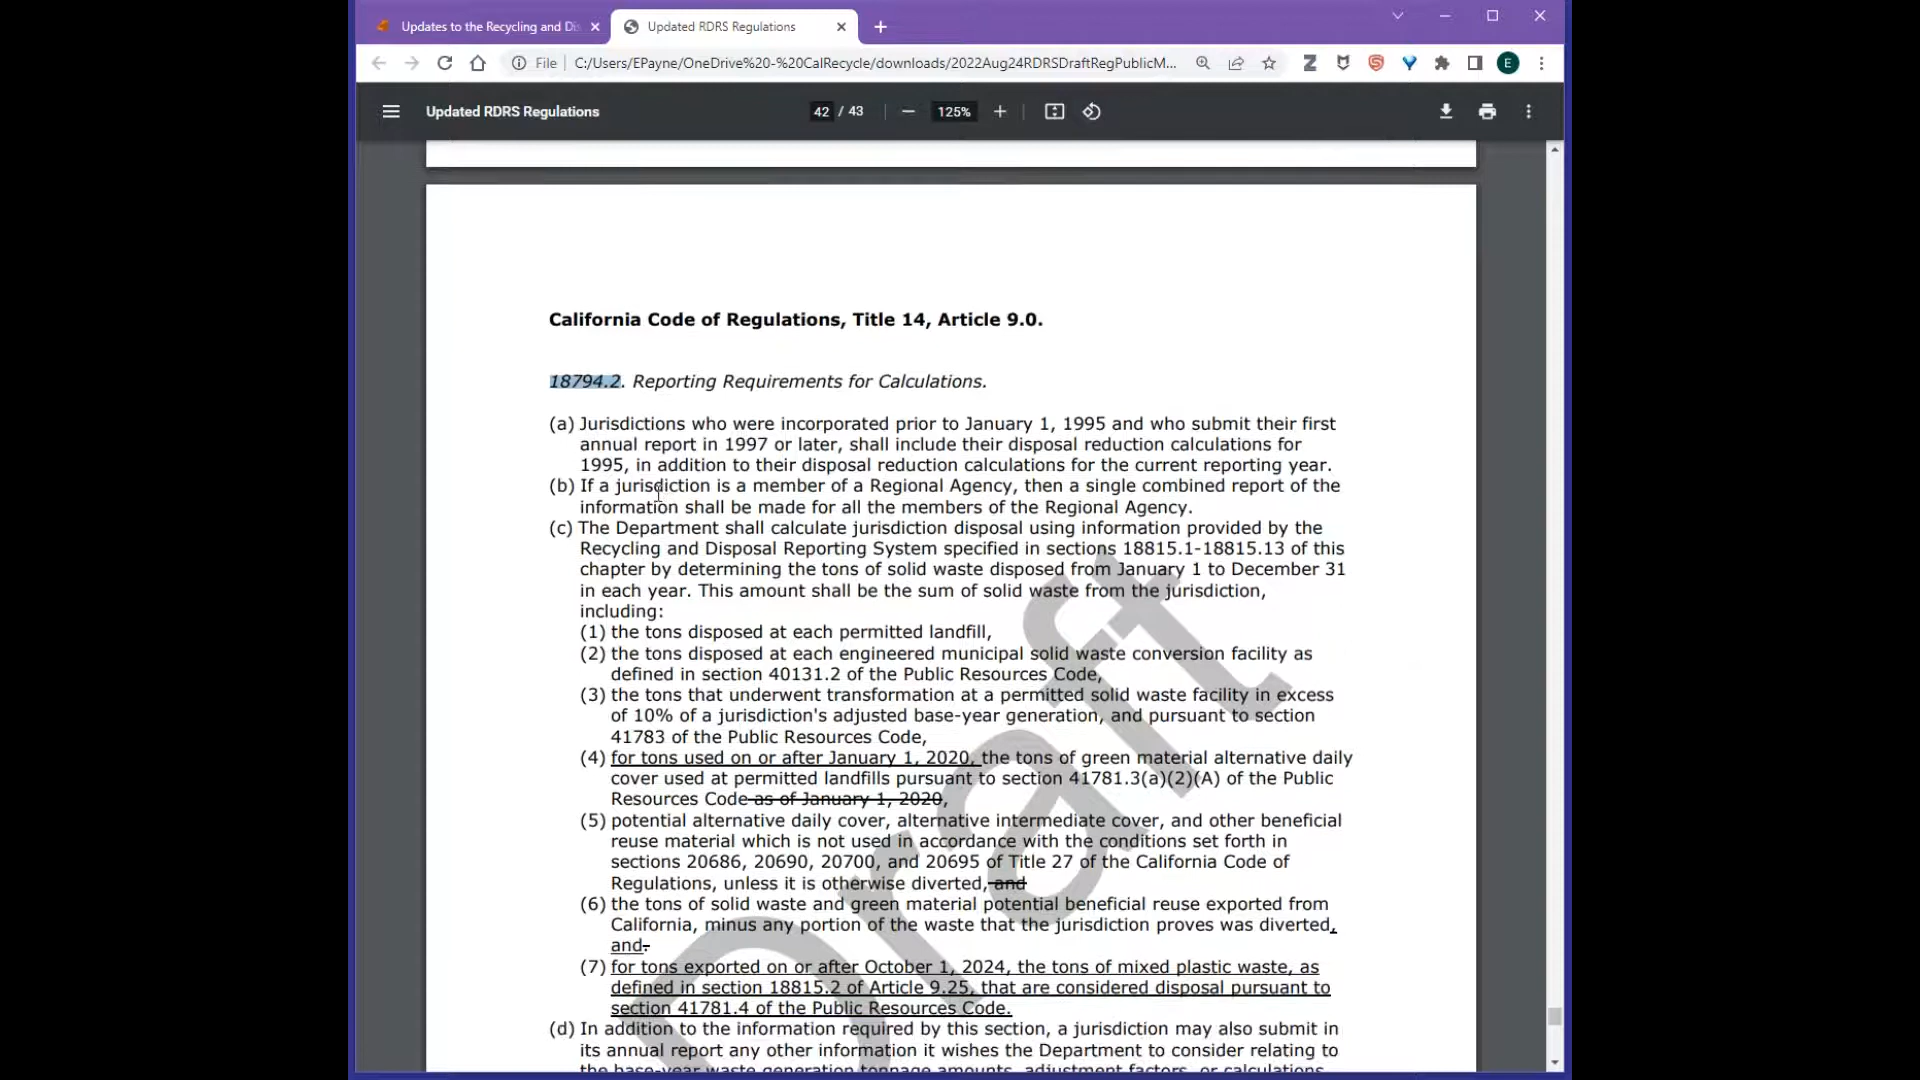 Updates to the Recycling and Dis
Updated RDRS Regulations
File
C:/Users/EPayne/OneDrive%20-%20CalRecycle/downloads/2022Aug24RDRSDraftRegPublicM...
E
Updated RDRS Regulations
42 / 43
125%
California Code of Regulations, Title 14, Article 9.0.
18794.2. Reporting Requirements for Calculations.
(a) Jurisdictions who were incorporated prior to January 1, 1995 and who submit their first
annual report in 1997 or later, shall include their disposal reduction calculations for
1995, in addition to their disposal reduction calculations for the current reporting year.
(b) If a jurisdiction is a member of a Regional Agency, then a single combined report of the
information shall be made for all the members of the Regional Agency.
(c) The Department shall calculate jurisdiction disposal using information provided by the
Recycling and Disposal Reporting System specified in sections 18815.1-18815.13 of this
chapter by determining the tons of solid waste disposed from January 1 to December 31
in each year. This amount shall be the sum of solid waste from the jurisdiction,
including:
(1) the tons disposed at each permitted landfill,
(2) the tons disposed at each engineered municipal solid waste conversion facility as
defined in section 40131.2 of the Public Resources Code,
(3) the tons that underwent transformation at a permitted solid waste facility in excess
of 10% of a jurisdiction's adjusted base-year generation, and pursuant to section
41783 of the Public Resources Code,
(4) for tons used on or after January 1, 2020, the tons of green material alternative daily
cover used at permitted landfills pursuant to section 41781.3(a)(2)(A) of the Public
Resources Code as of January 1, 2020,
(5) potential alternative daily cover, alternative intermediate cover, and other beneficial
reuse material which is not used in accordance with the conditions set forth in
sections 20686, 20690, 20700, and 20695 of Title 27 of the California Code of
Regulations, unless it is otherwise diverted, and
(6) the tons of solid waste and green material potential beneficial reuse exported from
California, minus any portion of the waste that the jurisdiction proves was diverted,
and.
(7) for tons exported on or after October 1, 2024, the tons of mixed plastic waste, as
defined in section 18815.2 of Article 9.25, that are considered disposal pursuant to
section 41781.4 of the Public Resources Code.
(d) In addition to the information required by this section, a jurisdiction may also submit in
its annual report any other information it wishes the Department to consider relating to
the base-year waste generation tonnage amounts, adjustment factors, or calculations
Draft